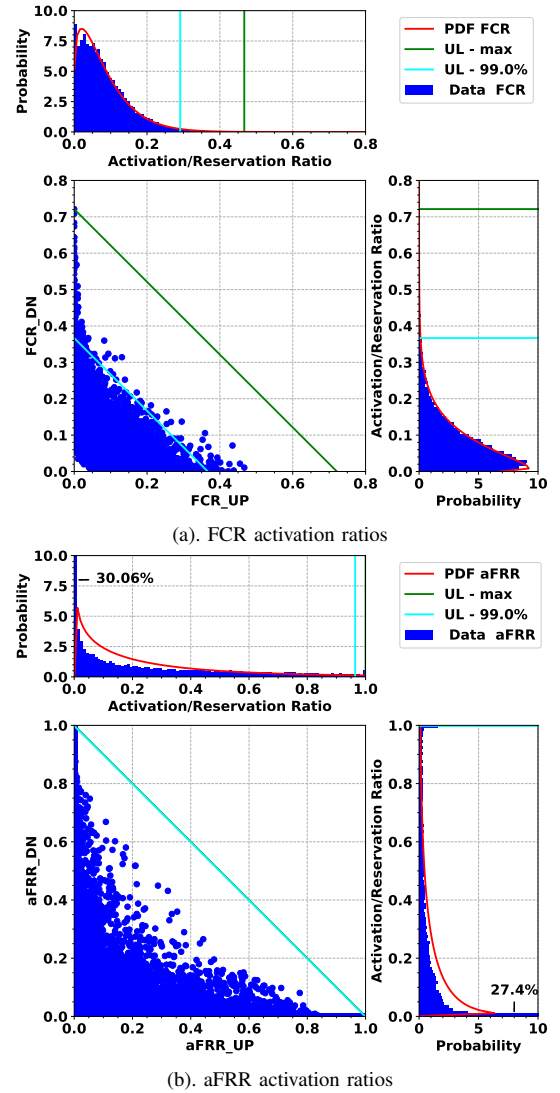 10.0
7.5
5.0
2.5
0.0
Probability
0.0 0.2 0.4 0.6 0.8
Activation/Reservation Ratio
PDF FCR
UL - max
UL - 99.0%
Data FCR
0.8
0.7
0.6
0.5
0.4
0.3
0.2
0.1
0.0
FCR_DN
0.0 0.2 0.4 0.6 0.8
FCR_UP
0.8
0.7
0.6
0.5
0.4
0.3
0.2
0.1
0.0
Activation/Reservation Ratio
0 5 10
Probability
(a). FCR activation ratios
10.0
7.5
5.0
2.5
0.0
Probability
30.06%
0.0 0.2 0.4 0.6 0.8 1.0
Activation/Reservation Ratio
PDF aFRR
UL - max
UL - 99.0%
Data aFRR
1.0
0.8
0.6
0.4
0.2
0.0
aFRR_DN
0.0 0.2 0.4 0.6 0.8 1.0
aFRR_UP
1.0
0.8
0.6
0.4
0.2
0.0
Activation/Reservation Ratio
27.4%
0 5 10
Probability
(b). aFRR activation ratios